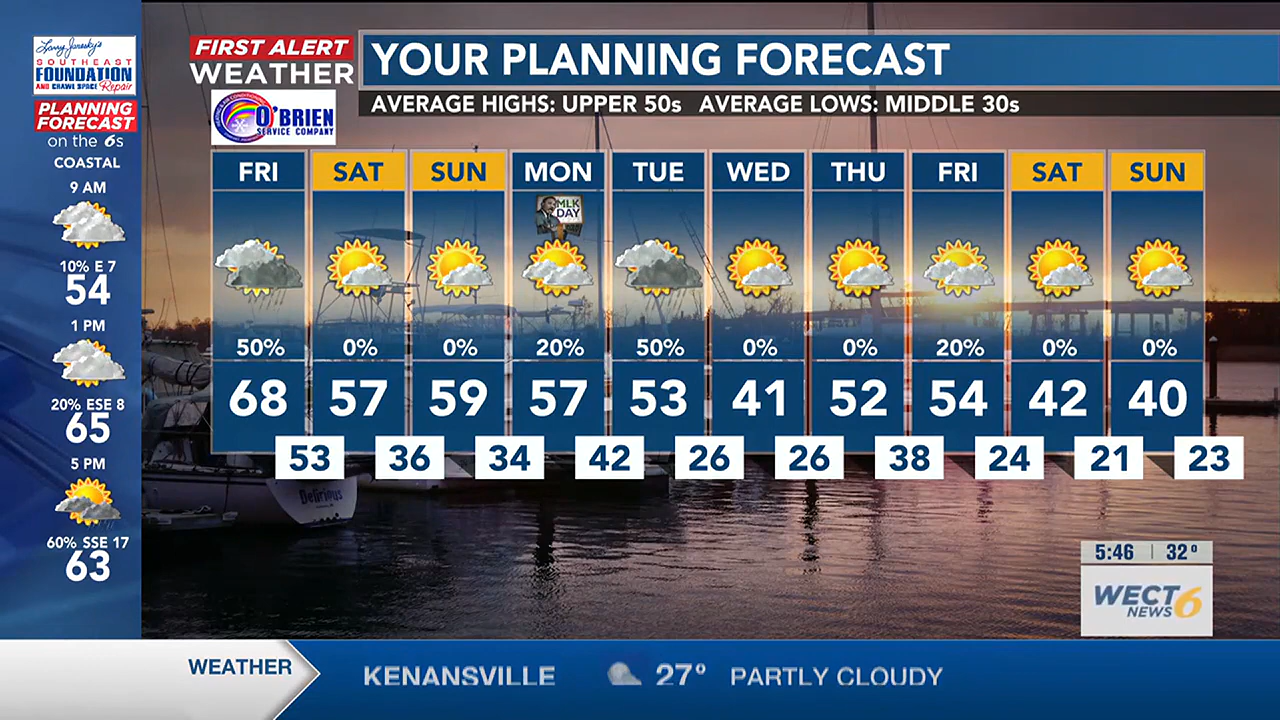 Larry Janesky's
SOUTHEAST
FOUNDATION
AND CRAWL SPACE Repair
PLANNING
FORECAST
on the 6s
COASTAL
9 AM
10% E 7
54
1 PM
20% ESE 8
65
5 PM
60% SSE 17
63
FIRST ALERT
WEATHER
O'BRIEN
SERVICE COMPANY
YOUR PLANNING FORECAST
AVERAGE HIGHS: UPPER 50s AVERAGE LOWS: MIDDLE 30s
FRI SAT SUN MON TUE WED THU FRI SAT SUN
MLK
DAY
50% 0% 0% 20% 50% 0% 0% 20% 0% 0%
68 57 59 57 53 41 52 54 42 40
53 36 34 42 26 26 38 24 21 23
Delirious
5:46 32°
WECT 6
NEWS
WEATHER
KENANSVILLE 27° PARTLY CLOUDY